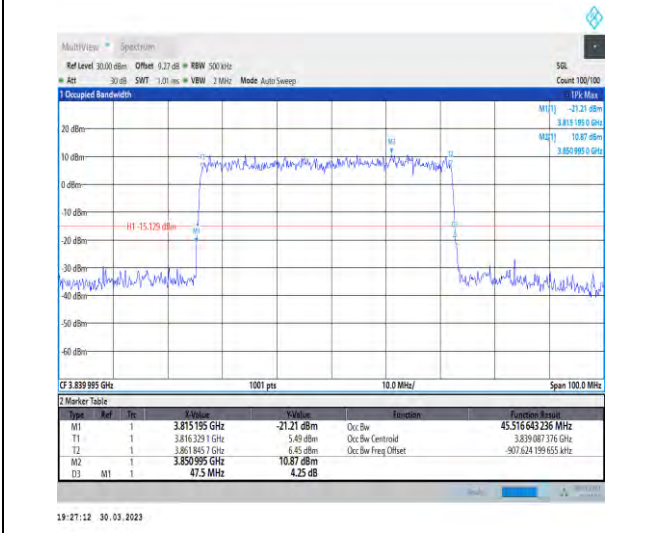 MultiView Spectrum
Ref Level 30.00 dBm Offset 9.27 dB RBW 500 kHz SGL
Att 30 dB SWT 1.01 ms VBW 2 MHz Mode Auto Sweep Count 100/100
1 Occupied Bandwidth 1Pk Max
M1[1] -21.21 dBm
3.815 195 0 GHz
M2[1] 10.87 dBm
3.850 995 0 GHz
20 dBm
M2
10 dBm
T1 T2
0 dBm
-10 dBm
H1 -15.129 dBm
M1 D3
-20 dBm
-30 dBm
-40 dBm
-50 dBm
-60 dBm
CF 3.839 995 GHz 1001 pts 10.0 MHz/ Span 100.0 MHz
2 Marker Table
Type Ref Trc X-Value Y-Value Function Function Result
M1 1 3.815 195 GHz -21.21 dBm Occ Bw 45.516 643 236 MHz
T1 1 3.816 329 1 GHz 5.49 dBm Occ Bw Centroid 3.839 087 376 GHz
T2 1 3.861 845 7 GHz 6.45 dBm Occ Bw Freq Offset -907.624 199 655 kHz
M2 1 3.850 995 GHz 10.87 dBm
D3 M1 1 47.5 MHz 4.25 dB
19:27:12 30.03.2023